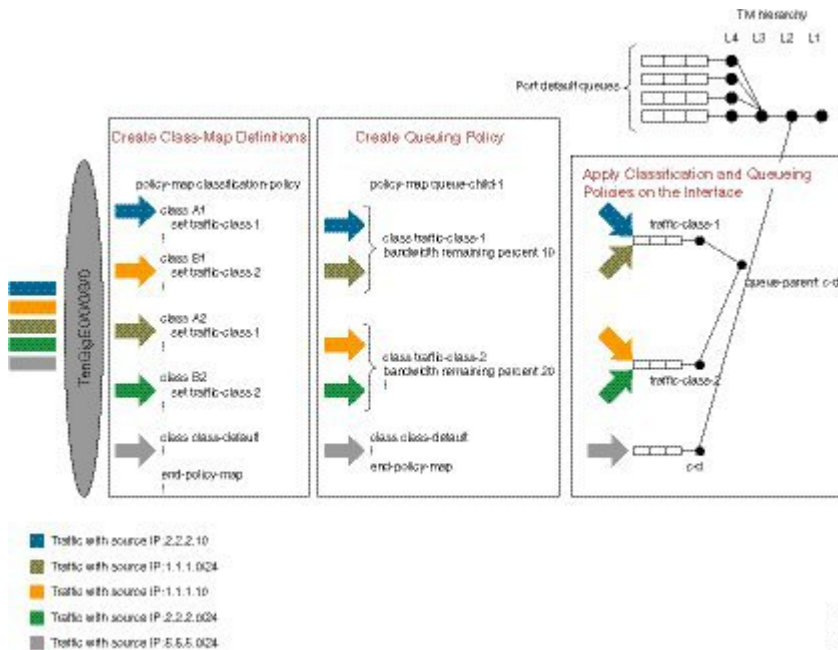 TM hierarchy
L4 L3 L2 L1
Port default queues
Create Class-Map Definitions
policy-map classification-policy
class A1
set traffic-class 1
!
class B1
set traffic-class 2
!
class A2
set traffic-class 1
!
class B2
set traffic-class 2
!
class class-default
!
end-policy-map
!
Create Queuing Policy
policy-map queue-child-1
class traffic-class-1
bandwidth remaining percent 10
class traffic-class-2
bandwidth remaining percent 20
!
class class-default
!
end-policy-map
Apply Classification and Queueing
Policies on the Interface
traffic-class-1
queue-parent c-d
traffic-class-2
c-d
Traffic with source IP:2.2.2.10
Traffic with source IP:1.1.1.0/24
Traffic with source IP:1.1.1.10
Traffic with source IP:2.2.2.0/24
Traffic with source IP:5.5.5.0/24